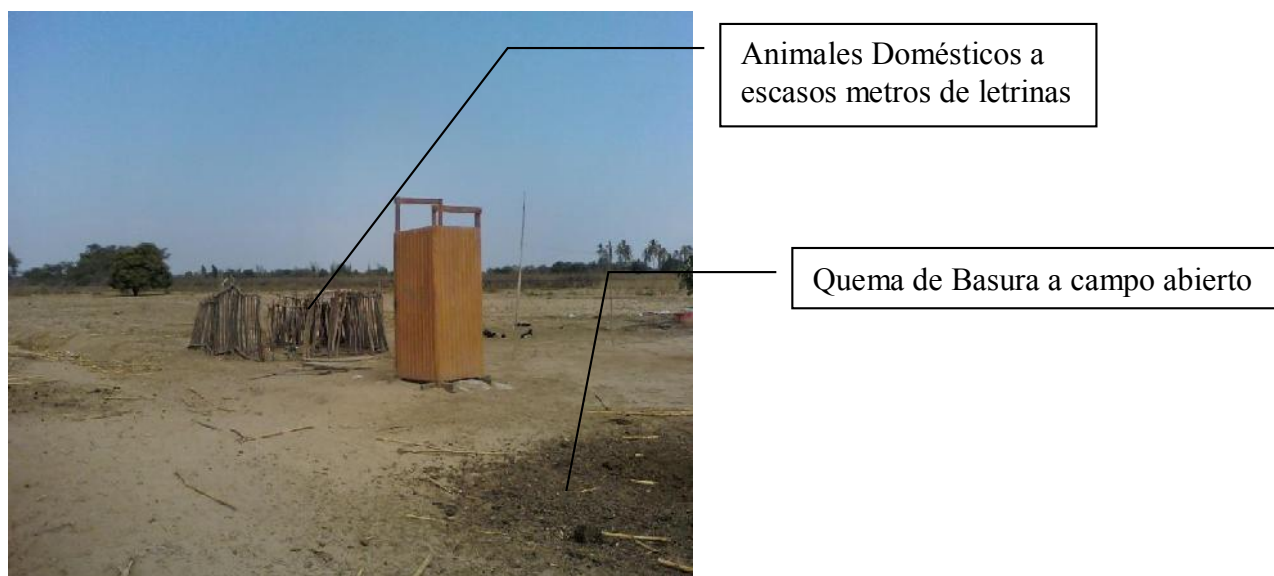 Animales Domésticos a
escasos metros de letrinas
Quema de Basura a campo abierto